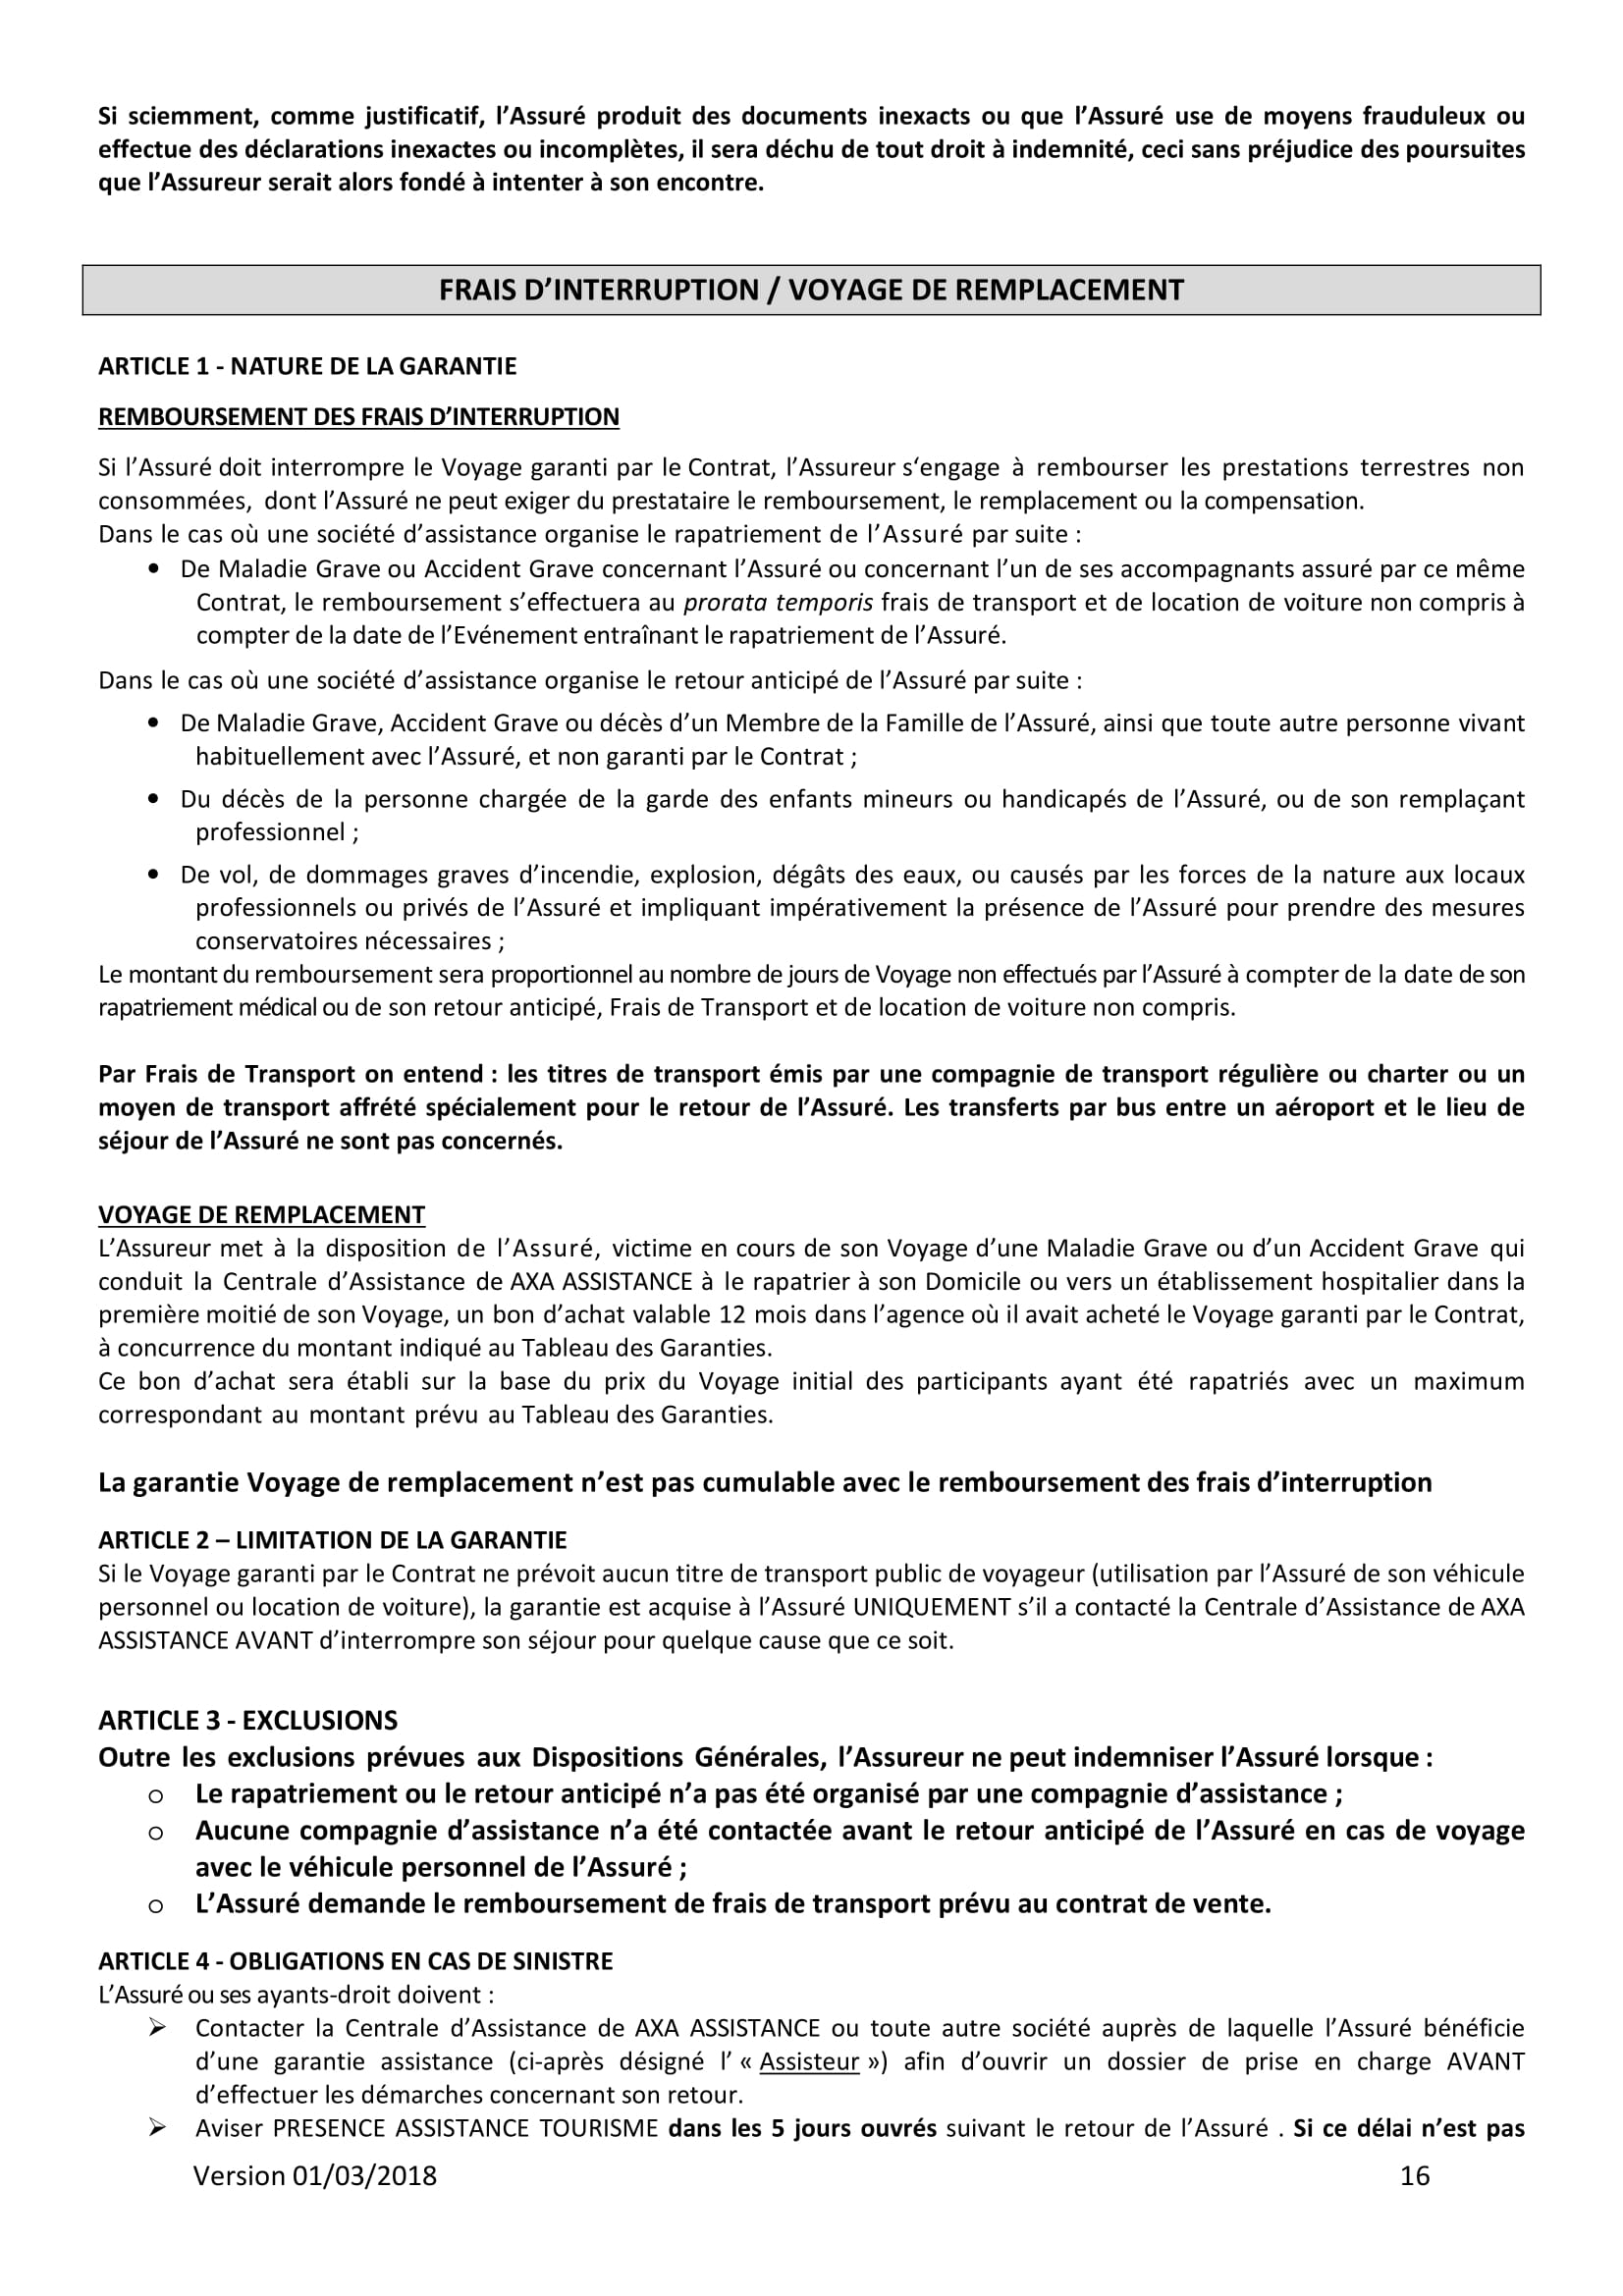 Si sciemment, comme justificatif, l’Assuré produit des documents inexacts ou que l’Assuré use de moyens frauduleux ou
effectue des déclarations inexactes ou incomplètes, il sera déchu de tout droit à indemnité, ceci sans préjudice des poursuites
que l’Assureur serait alors fondé à intenter à son encontre.
FRAIS D’INTERRUPTION / VOYAGE DE REMPLACEMENT
ARTICLE 1 - NATURE DE LA GARANTIE
REMBOURSEMENT DES FRAIS D’INTERRUPTION
Si l’Assuré doit interrompre le Voyage garanti par le Contrat, l’Assureur s‘engage à rembourser les prestations terrestres non
consommées, dont l’Assuré ne peut exiger du prestataire le remboursement, le remplacement ou la compensation.
Dans le cas où une société d’assistance organise le rapatriement de l’Assuré par suite :
• De Maladie Grave ou Accident Grave concernant l’Assuré ou concernant l’un de ses accompagnants assuré par ce même
Contrat, le remboursement s’effectuera au prorata temporis frais de transport et de location de voiture non compris à
compter de la date de l’Evénement entraînant le rapatriement de l’Assuré.
Dans le cas où une société d’assistance organise le retour anticipé de l’Assuré par suite :
• De Maladie Grave, Accident Grave ou décès d’un Membre de la Famille de l’Assuré, ainsi que toute autre personne vivant
habituellement avec l’Assuré, et non garanti par le Contrat ;
• Du décès de la personne chargée de la garde des enfants mineurs ou handicapés de l’Assuré, ou de son remplaçant
professionnel ;
• De vol, de dommages graves d’incendie, explosion, dégâts des eaux, ou causés par les forces de la nature aux locaux
professionnels ou privés de l’Assuré et impliquant impérativement la présence de l’Assuré pour prendre des mesures
conservatoires nécessaires ;
Le montant du remboursement sera proportionnel au nombre de jours de Voyage non effectués par l’Assuré à compter de la date de son
rapatriement médical ou de son retour anticipé, Frais de Transport et de location de voiture non compris.
Par Frais de Transport on entend : les titres de transport émis par une compagnie de transport régulière ou charter ou un
moyen de transport affrété spécialement pour le retour de l’Assuré. Les transferts par bus entre un aéroport et le lieu de
séjour de l’Assuré ne sont pas concernés.
VOYAGE DE REMPLACEMENT
L’Assureur met à la disposition de l’Assuré, victime en cours de son Voyage d’une Maladie Grave ou d’un Accident Grave qui
conduit la Centrale d’Assistance de AXA ASSISTANCE à le rapatrier à son Domicile ou vers un établissement hospitalier dans la
première moitié de son Voyage, un bon d’achat valable 12 mois dans l’agence où il avait acheté le Voyage garanti par le Contrat,
à concurrence du montant indiqué au Tableau des Garanties.
Ce bon d’achat sera établi sur la base du prix du Voyage initial des participants ayant été rapatriés avec un maximum
correspondant au montant prévu au Tableau des Garanties.
La garantie Voyage de remplacement n’est pas cumulable avec le remboursement des frais d’interruption
ARTICLE 2 – LIMITATION DE LA GARANTIE
Si le Voyage garanti par le Contrat ne prévoit aucun titre de transport public de voyageur (utilisation par l’Assuré de son véhicule
personnel ou location de voiture), la garantie est acquise à l’Assuré UNIQUEMENT s’il a contacté la Centrale d’Assistance de AXA
ASSISTANCE AVANT d’interrompre son séjour pour quelque cause que ce soit.
ARTICLE 3 - EXCLUSIONS
Outre les exclusions prévues aux Dispositions Générales, l’Assureur ne peut indemniser l’Assuré lorsque :
o Le rapatriement ou le retour anticipé n’a pas été organisé par une compagnie d’assistance ;
o Aucune compagnie d’assistance n’a été contactée avant le retour anticipé de l’Assuré en cas de voyage
avec le véhicule personnel de l’Assuré ;
o L’Assuré demande le remboursement de frais de transport prévu au contrat de vente.
ARTICLE 4 - OBLIGATIONS EN CAS DE SINISTRE
L’Assuré ou ses ayants-droit doivent :
➢ Contacter la Centrale d’Assistance de AXA ASSISTANCE ou toute autre société auprès de laquelle l’Assuré bénéficie
d’une garantie assistance (ci-après désigné l’ « Assisteur ») afin d’ouvrir un dossier de prise en charge AVANT
d’effectuer les démarches concernant son retour.
➢ Aviser PRESENCE ASSISTANCE TOURISME dans les 5 jours ouvrés suivant le retour de l’Assuré . Si ce délai n’est pas
Version 01/03/2018 16